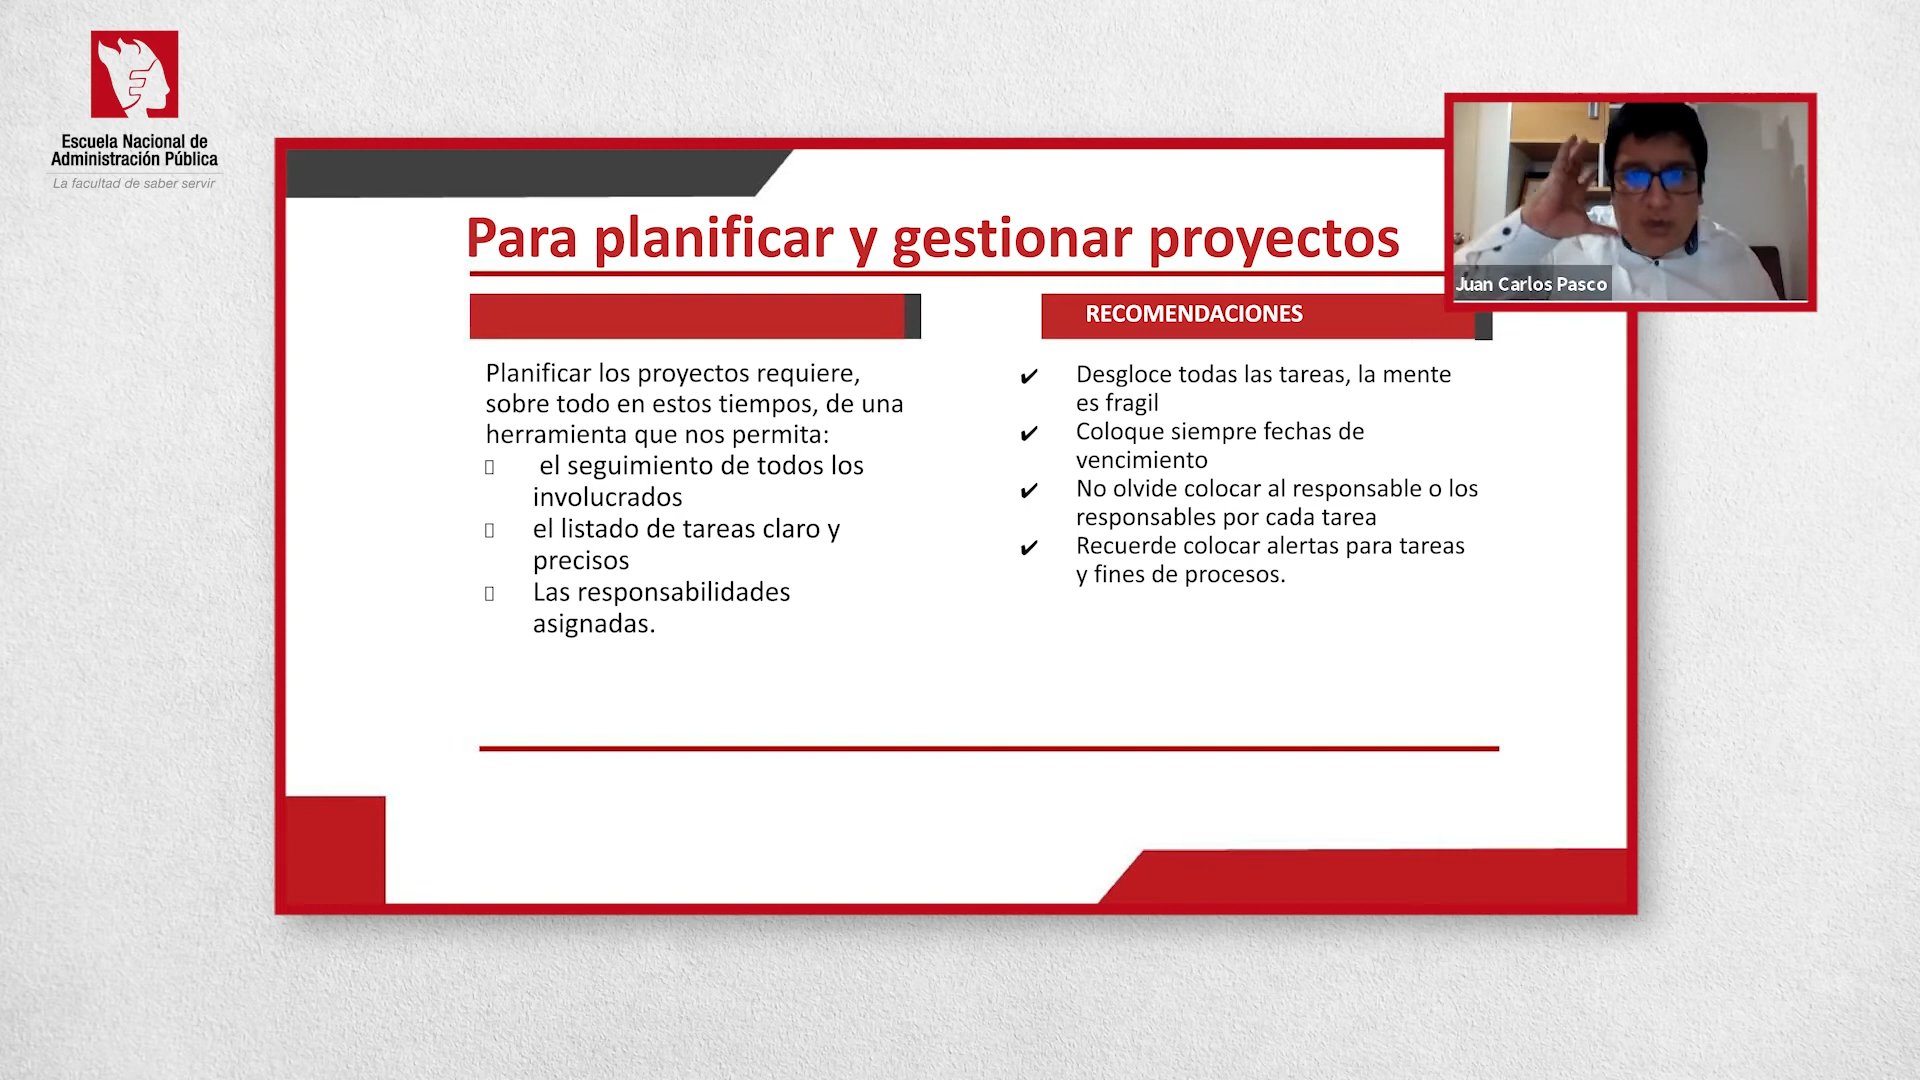 Escuela Nacional de
Administración Pública
La facultad de saber servir
Para planificar y gestionar proyectos
Juan Carlos Pasco
RECOMENDACIONES
Planificar los proyectos requiere,
sobre todo en estos tiempos, de una
herramienta que nos permita:
el seguimiento de todos los
involucrados
el listado de tareas claro y
precisos
Las responsabilidades
asignadas.
✔ Desgloce todas las tareas, la mente
es fragil
✔ Coloque siempre fechas de
vencimiento
✔ No olvide colocar al responsable o los
responsables por cada tarea
✔ Recuerde colocar alertas para tareas
y fines de procesos.